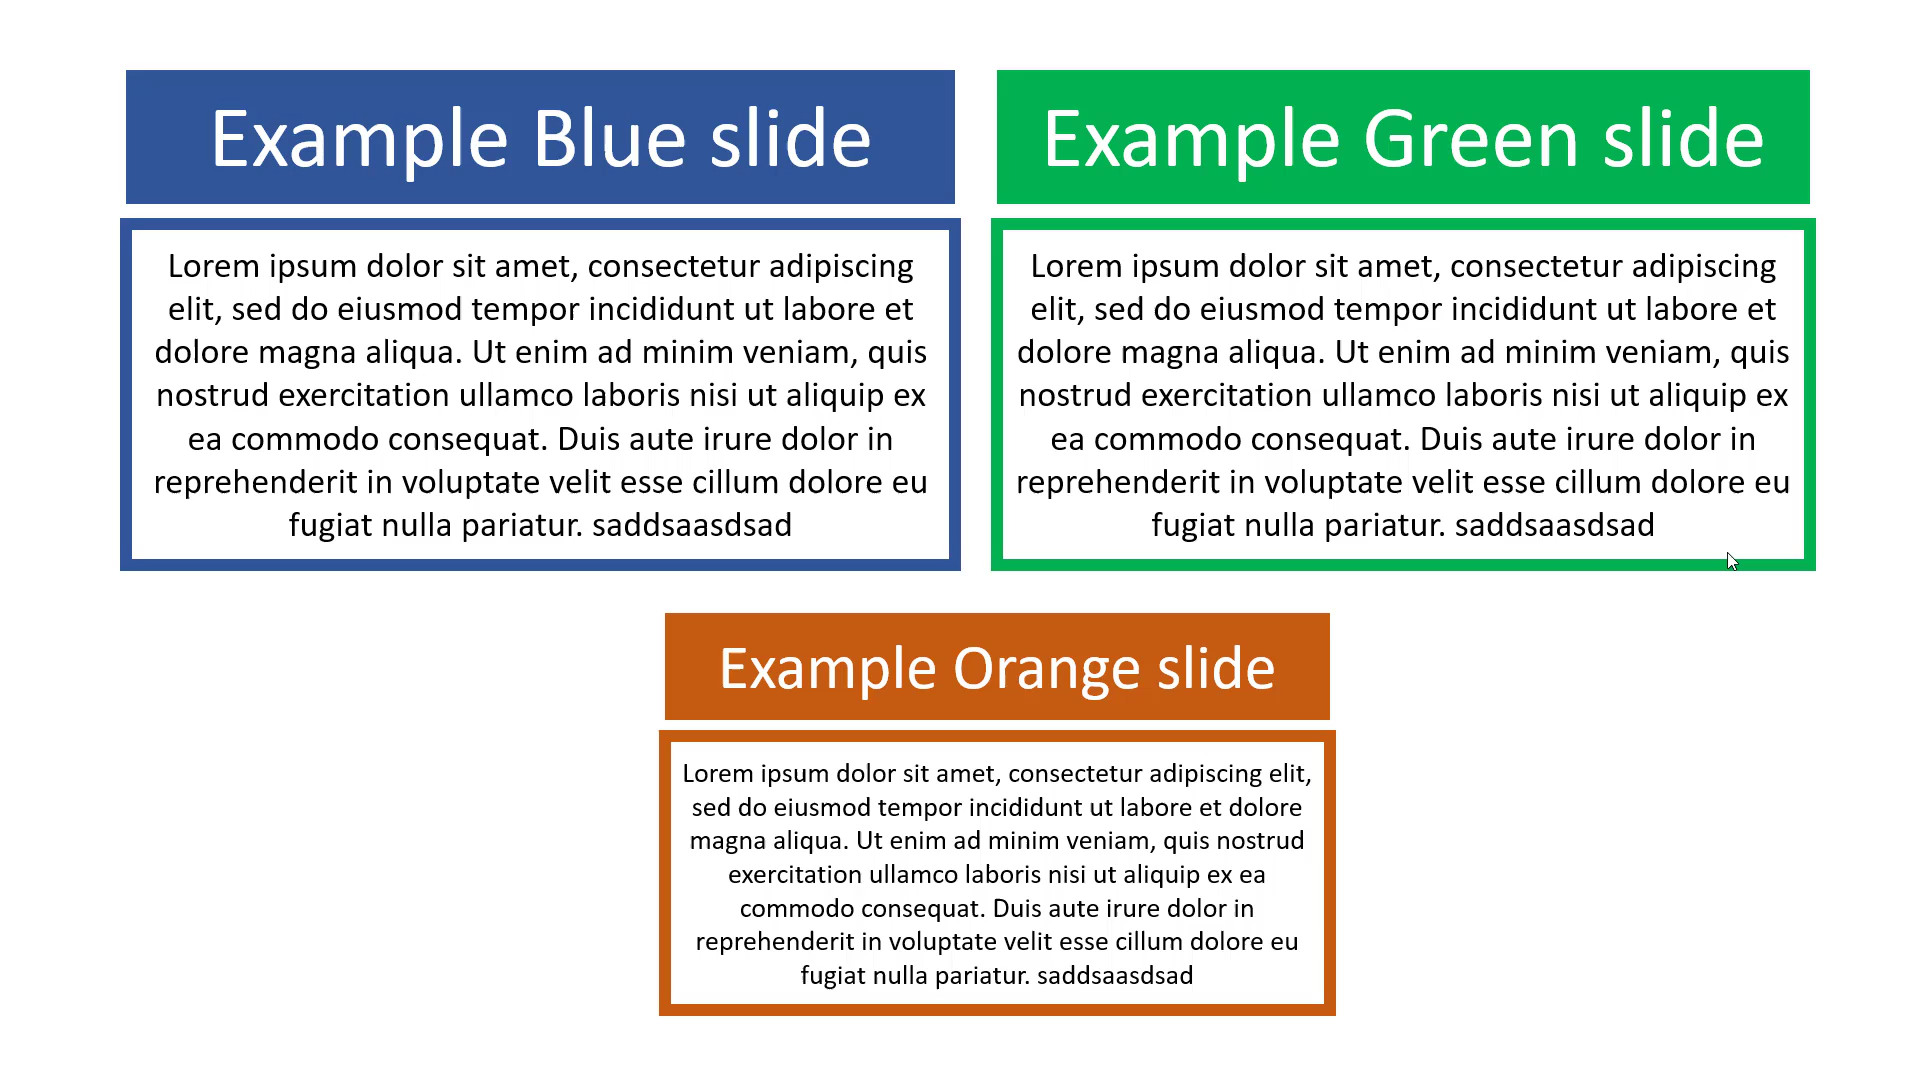 Example Blue slide
Lorem ipsum dolor sit amet, consectetur adipiscing
elit, sed do eiusmod tempor incididunt ut labore et
dolore magna aliqua. Ut enim ad minim veniam, quis
nostrud exercitation ullamco laboris nisi ut aliquip ex
ea commodo consequat. Duis aute irure dolor in
reprehenderit in voluptate velit esse cillum dolore eu
fugiat nulla pariatur. saddsaasdsad
Example Green slide
Lorem ipsum dolor sit amet, consectetur adipiscing
elit, sed do eiusmod tempor incididunt ut labore et
dolore magna aliqua. Ut enim ad minim veniam, quis
nostrud exercitation ullamco laboris nisi ut aliquip ex
ea commodo consequat. Duis aute irure dolor in
reprehenderit in voluptate velit esse cillum dolore eu
fugiat nulla pariatur. saddsaasdsad
Example Orange slide
Lorem ipsum dolor sit amet, consectetur adipiscing elit,
sed do eiusmod tempor incididunt ut labore et dolore
magna aliqua. Ut enim ad minim veniam, quis nostrud
exercitation ullamco laboris nisi ut aliquip ex ea
commodo consequat. Duis aute irure dolor in
reprehenderit in voluptate velit esse cillum dolore eu
fugiat nulla pariatur. saddsaasdsad